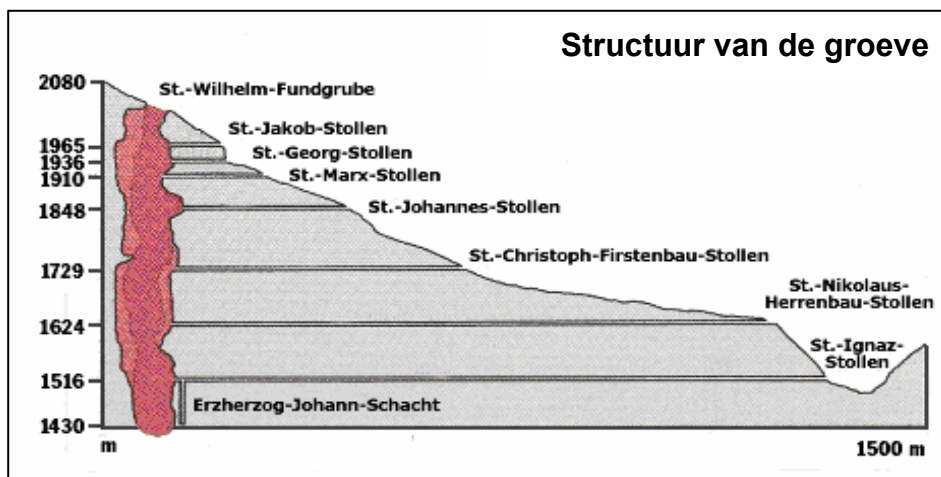 Structuur van de groeve
2080
St.-Wilhelm-Fundgrube
St.-Jakob-Stollen
1965
St.-Georg-Stollen
1936
St.-Marx-Stollen
1910
1848
St.-Johannes-Stollen
St.-Christoph-Firstenbau-Stollen
1729
St.-Nikolaus-
Herrenbau-Stollen
1624
St.-Ignaz-
Stollen
1516
Erzherzog-Johann-Schacht
1430
m
1500 m